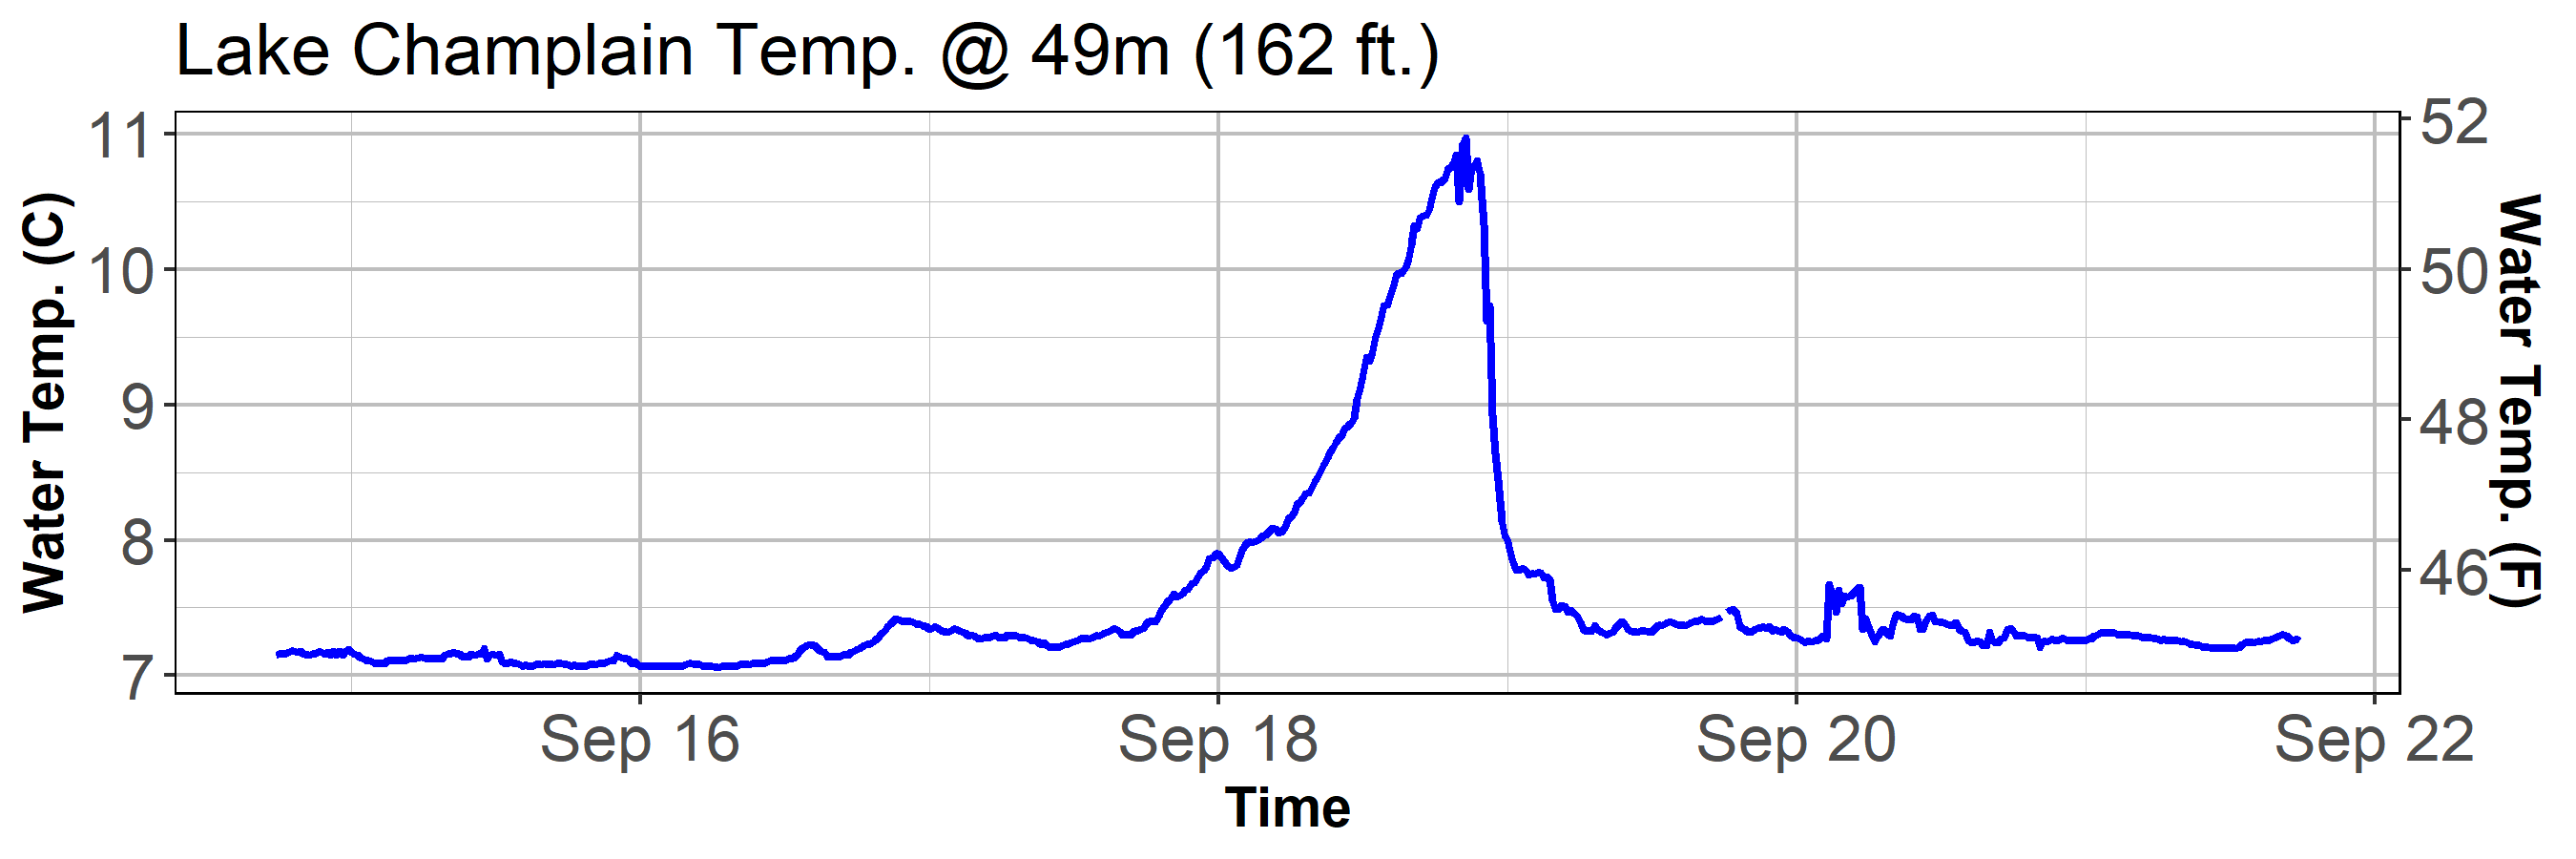 Lake Champlain Temp. @ 49m (162 ft.)
11
10
9
8
7
Water Temp. (C)
52
50
48
46
Water Temp. (F)
Sep 16
Sep 18
Sep 20
Sep 22
Time